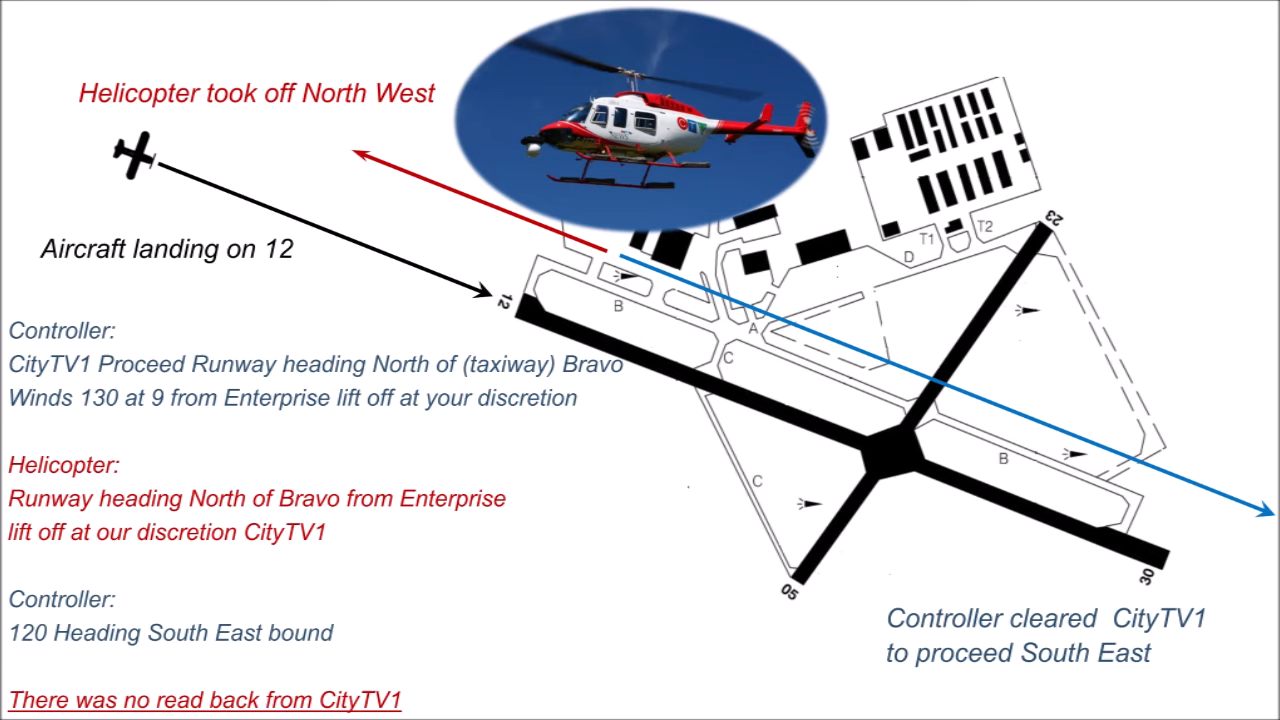 Helicopter took off North West
Aircraft landing on 12
Controller:
CityTV1 Proceed Runway heading North of (taxiway) Bravo
Winds 130 at 9 from Enterprise lift off at your discretion
Helicopter:
Runway heading North of Bravo from Enterprise
lift off at our discretion CityTV1
Controller:
120 Heading South East bound
There was no read back from CityTV1
Controller cleared CityTV1
to proceed South East
12
B
A
C
C
B
D
T1
T2
23
05
30
CTV